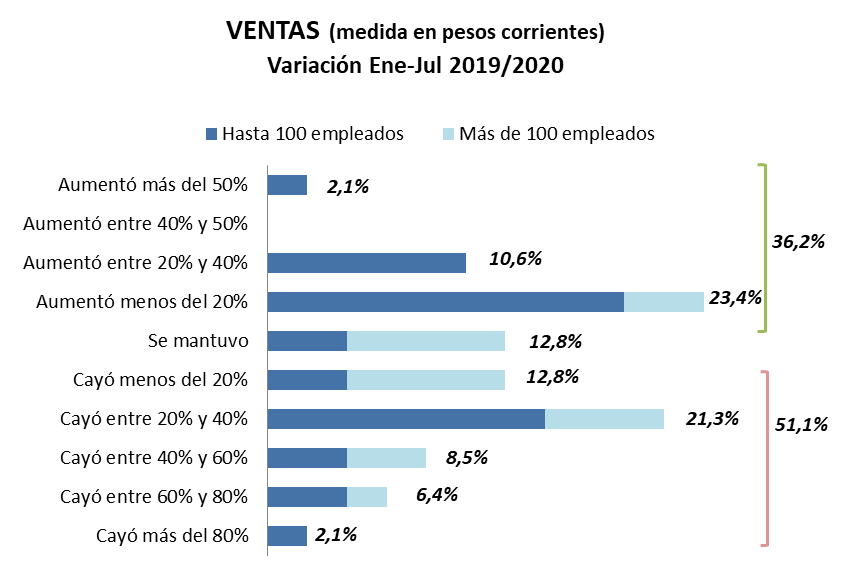 VENTAS (medida en pesos corrientes)
Variación Ene-Jul 2019/2020
Hasta 100 empleados Más de 100 empleados
Aumentó más del 50% 2,1%
Aumentó entre 40% y 50%
Aumentó entre 20% y 40% 10,6%
36,2%
Aumentó menos del 20% 23,4%
Se mantuvo 12,8%
Cayó menos del 20% 12,8%
Cayó entre 20% y 40% 21,3%
51,1%
Cayó entre 40% y 60% 8,5%
Cayó entre 60% y 80% 6,4%
Cayó más del 80% 2,1%